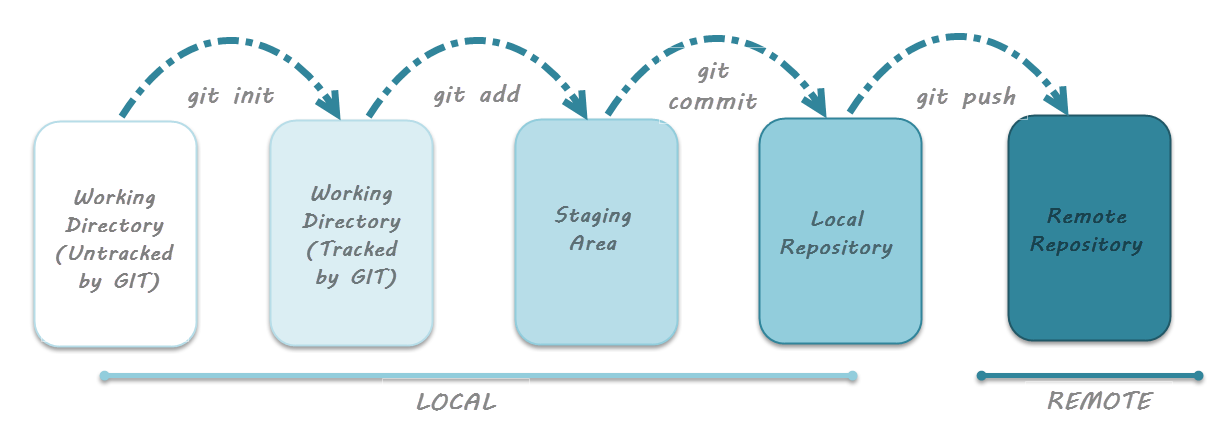 git init
git add
git
commit
git push
Working
Directory
(Untracked
by GIT)
Working
Directory
(Tracked
by GIT)
Staging
Area
Local
Repository
Remote
Repository
LOCAL
REMOTE